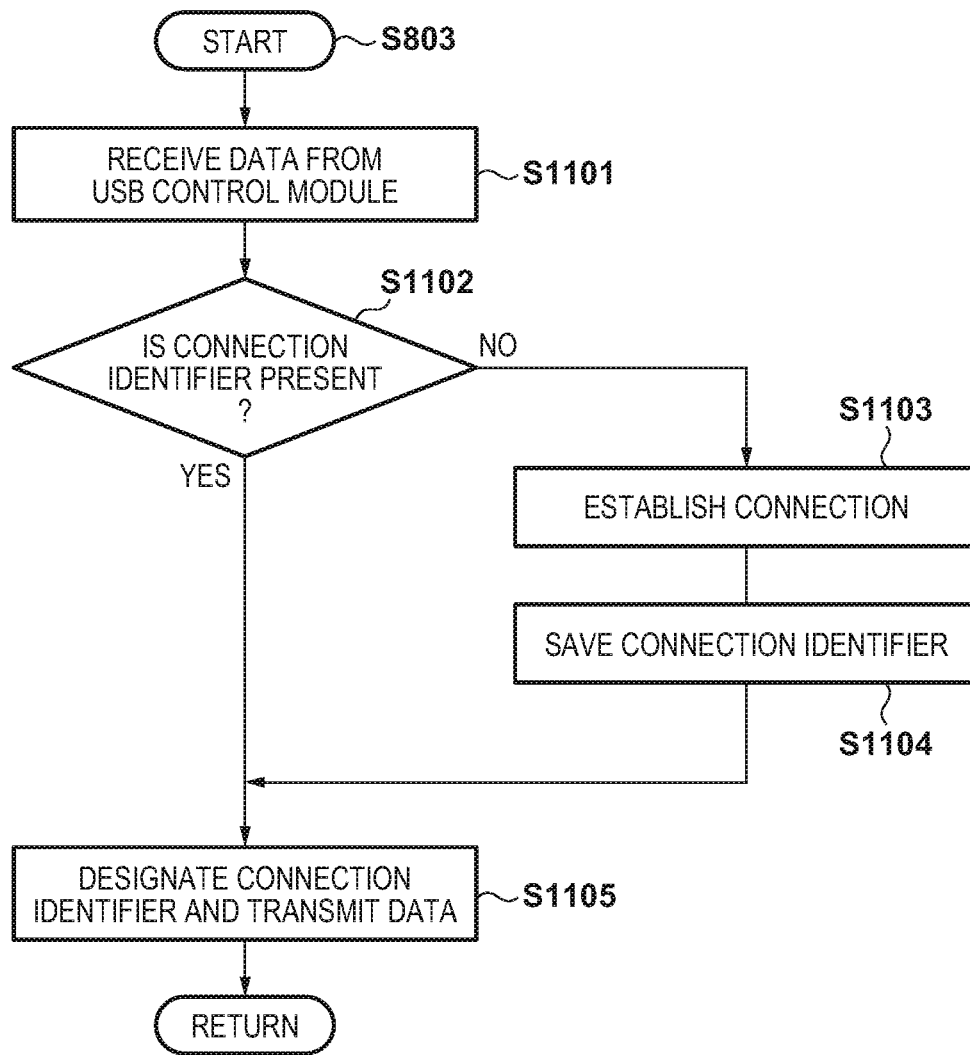 START
S803
RECEIVE DATA FROM
USB CONTROL MODULE
S1101
S1102
IS CONNECTION
IDENTIFIER PRESENT
?
NO
YES
S1103
ESTABLISH CONNECTION
SAVE CONNECTION IDENTIFIER
S1104
DESIGNATE CONNECTION
IDENTIFIER AND TRANSMIT DATA
S1105
RETURN